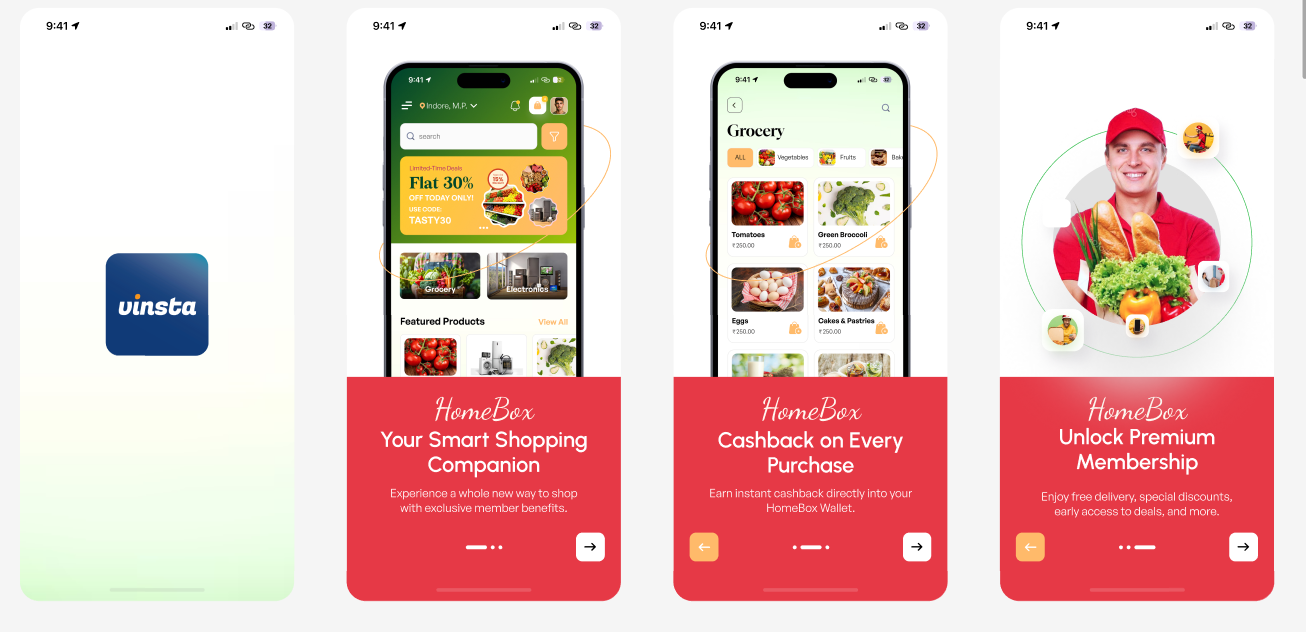 9:41
32
vinsta
9:41
32
9:41
Indore, M.P.
search
Limited-Time Deals
Flat 30%
15%
OFF TODAY ONLY!
USE CODE:
TASTY30
Grocery
Electronics
Featured Products
View All
HomeBox
Your Smart Shopping
Companion
Experience a whole new way to shop
with exclusive member benefits.
9:41
32
9:41
32
Grocery
ALL
Vegetables
Fruits
Bak
Tomatoes
₹250.00
Green Broccoli
₹250.00
Eggs
₹250.00
Cakes & Pastries
₹250.00
HomeBox
Cashback on Every
Purchase
Earn instant cashback directly into your
HomeBox Wallet.
9:41
32
HomeBox
Unlock Premium
Membership
Enjoy free delivery, special discounts,
early access to deals, and more.